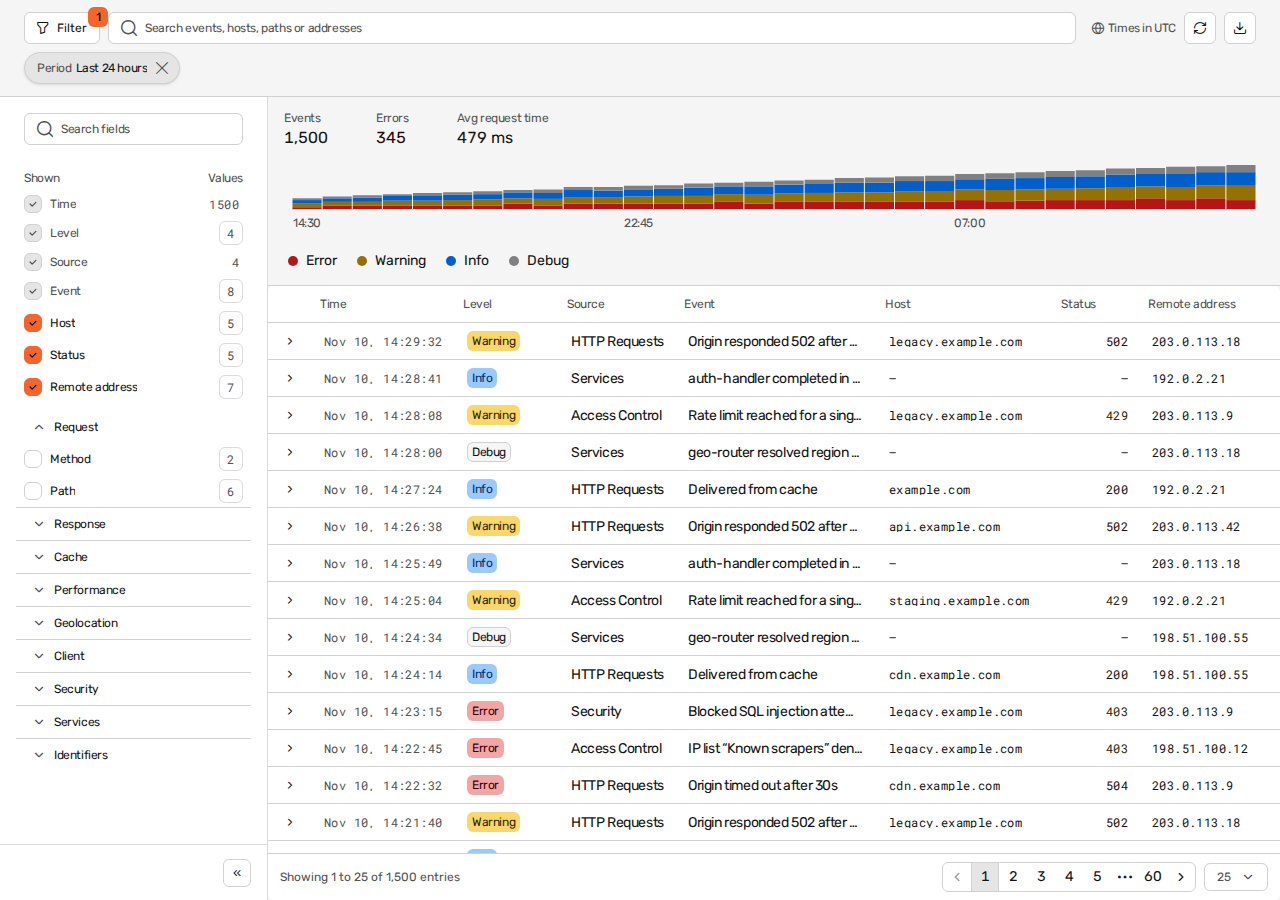 Filter 1
Search events, hosts, paths or addresses
Times in UTC
Period Last 24 hours
Search fields
Shown Values
Time 1500
Level 4
Source 4
Event 8
Host 5
Status 5
Remote address 7
Request
Method 2
Path 6
Response
Cache
Performance
Geolocation
Client
Security
Services
Identifiers
«
Events Errors Avg request time
1,500 345 479 ms
14:30 22:45 07:00
Error Warning Info Debug
Time Level Source Event Host Status Remote address
Nov 10, 14:29:32 Warning HTTP Requests Origin responded 502 after … legacy.example.com 502 203.0.113.18
Nov 10, 14:28:41 Info Services auth-handler completed in … – – 192.0.2.21
Nov 10, 14:28:08 Warning Access Control Rate limit reached for a sing… legacy.example.com 429 203.0.113.9
Nov 10, 14:28:00 Debug Services geo-router resolved region … – – 203.0.113.18
Nov 10, 14:27:24 Info HTTP Requests Delivered from cache example.com 200 192.0.2.21
Nov 10, 14:26:38 Warning HTTP Requests Origin responded 502 after … api.example.com 502 203.0.113.42
Nov 10, 14:25:49 Info Services auth-handler completed in … – – 203.0.113.18
Nov 10, 14:25:04 Warning Access Control Rate limit reached for a sing… staging.example.com 429 192.0.2.21
Nov 10, 14:24:34 Debug Services geo-router resolved region … – – 198.51.100.55
Nov 10, 14:24:14 Info HTTP Requests Delivered from cache cdn.example.com 200 198.51.100.55
Nov 10, 14:23:15 Error Security Blocked SQL injection atte… legacy.example.com 403 203.0.113.9
Nov 10, 14:22:45 Error Access Control IP list “Known scrapers” den… legacy.example.com 403 198.51.100.12
Nov 10, 14:22:32 Error HTTP Requests Origin timed out after 30s cdn.example.com 504 203.0.113.9
Nov 10, 14:21:40 Warning HTTP Requests Origin responded 502 after … legacy.example.com 502 203.0.113.18
Showing 1 to 25 of 1,500 entries
1 2 3 4 5 ••• 60 25